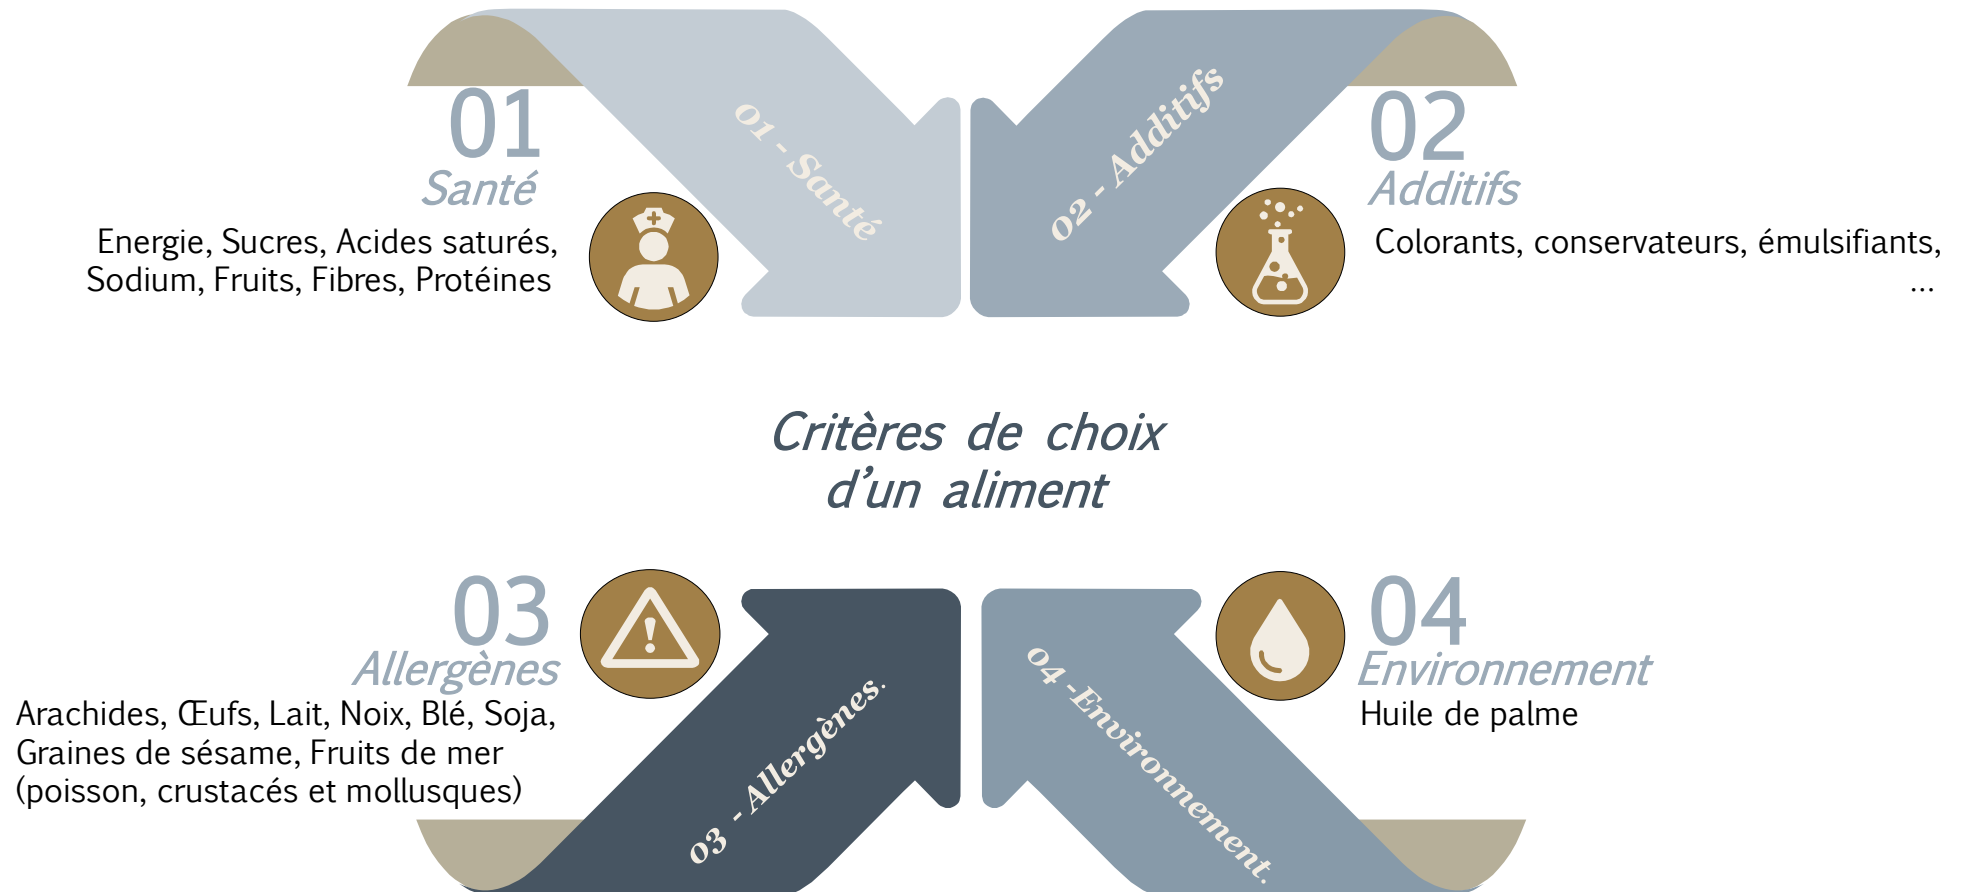 01
Santé
Energie, Sucres, Acides saturés,
Sodium, Fruits, Fibres, Protéines
01 - Santé
02 - Additifs
02
Additifs
Colorants, conservateurs, émulsifiants,
...
Critères de choix
d’un aliment
03
Allergènes
Arachides, Œufs, Lait, Noix, Blé, Soja,
Graines de sésame, Fruits de mer
(poisson, crustacés et mollusques)
03 - Allergènes.
04 -Environnement.
04
Environnement
Huile de palme